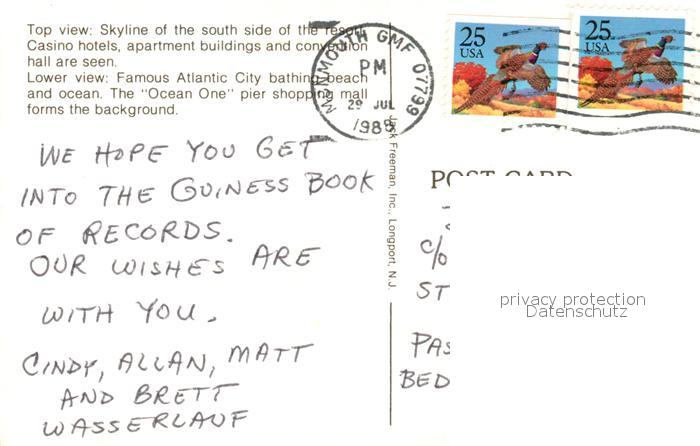 Top view: Skyline of the south side of the resort.
Casino hotels, apartment buildings and convention
hall are seen.
Lower view: Famous Atlantic City bathing beach
and ocean. The "Ocean One" pier shopping mall
forms the background.
MONMOUTH GMF 07799
PM
29 JUL
1989
25
USA
25
USA
WE HOPE YOU GET
INTO THE GUINESS BOOK
OF RECORDS.
OUR WISHES ARE
WITH YOU.
CINDY, ALLAN, MATT
AND BRETT
WASSERLAUF
Jack Freeman, Inc., Longport, N.J.
POST CARD
C/O
ST
PAS
BED
privacy protection
Datenschutz